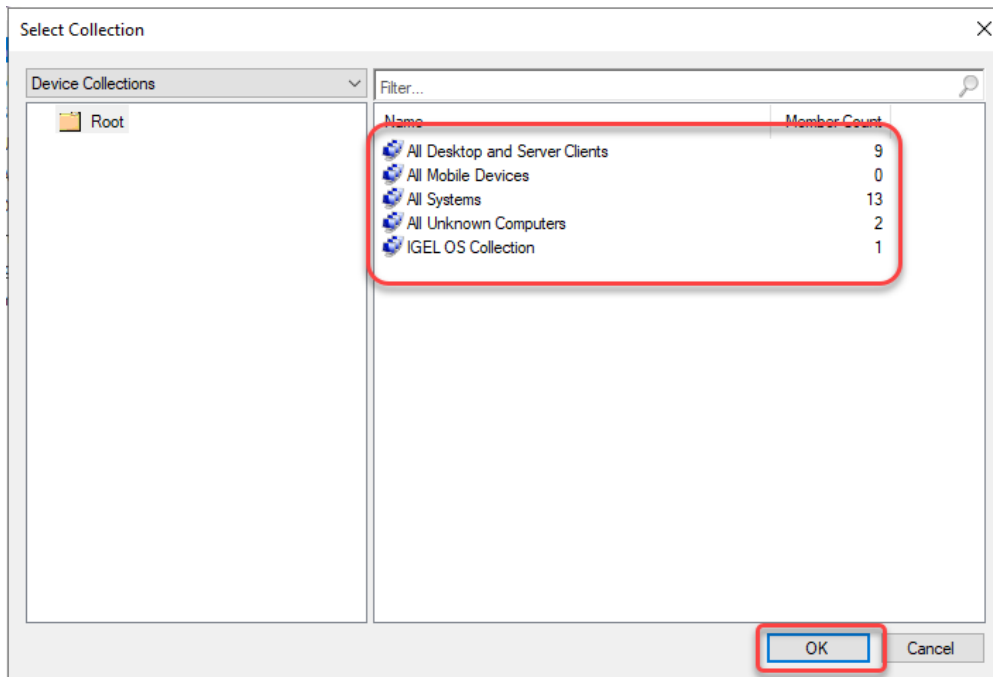 Select Collection
Device Collections
Filter...
Root
Name Member Count
All Desktop and Server Clients 9
All Mobile Devices 0
All Systems 13
All Unknown Computers 2
IGEL OS Collection 1
OK Cancel